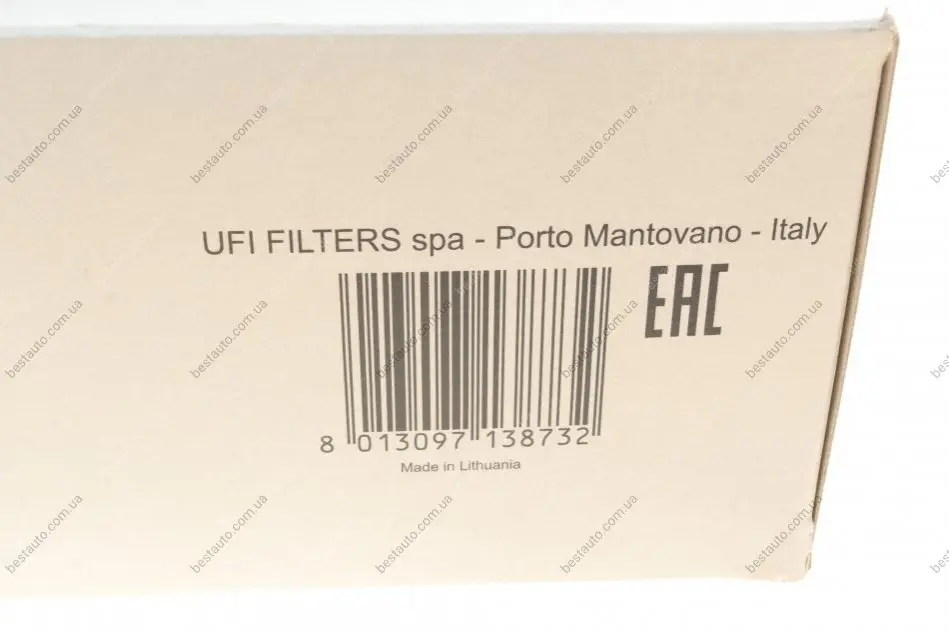 UFI FILTERS spa - Porto Mantovano - Italy
EAC
8 013097 138732
Made in Lithuania
bestauto.com.ua